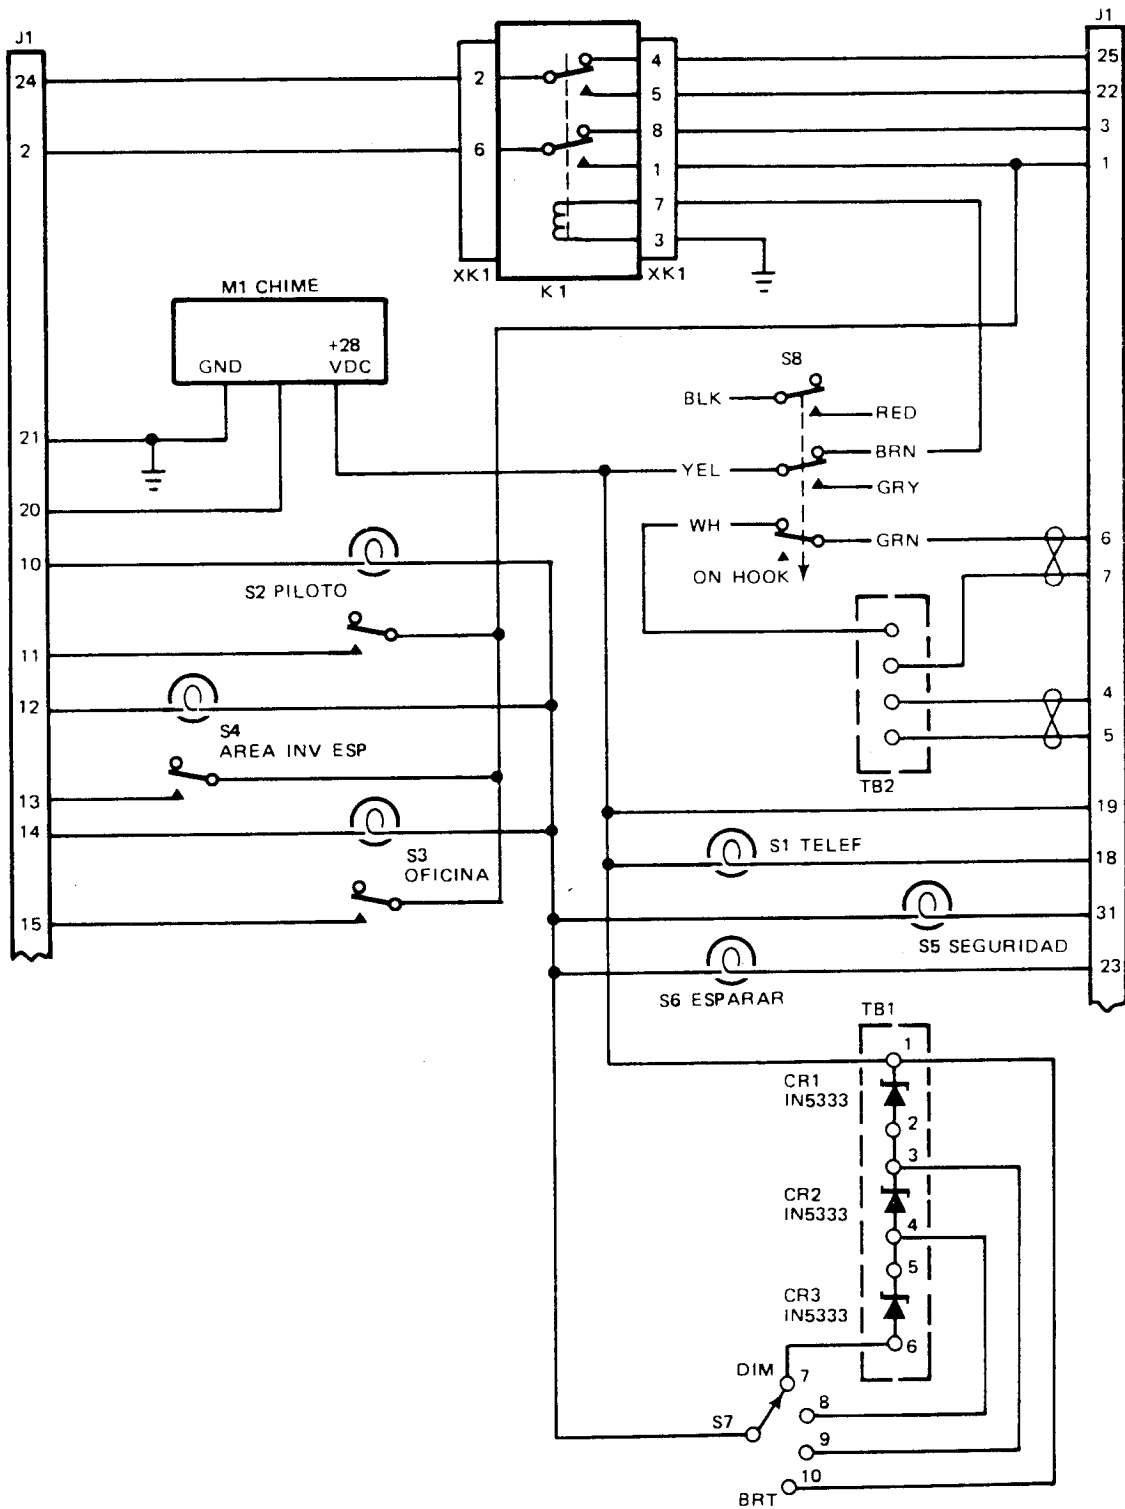 J1
J1
24
2
4
25
5
22
2
6
8
3
1
1
7
3
XK1
K1
XK1
M1 CHIME
GND
+28
VDC
S8
BLK
RED
YEL
BRN
GRY
WH
GRN
6
ON HOOK
7
21
20
10
S2 PILOTO
11
12
S4
AREA INV ESP
13
14
S3
OFICINA
15
4
5
TB2
19
S1 TELEF
18
31
S5 SEGURIDAD
23
S6 ESPARAR
TB1
1
CR1
IN5333
2
3
CR2
IN5333
4
5
CR3
IN5333
6
DIM
7
S7
8
9
10
BRT